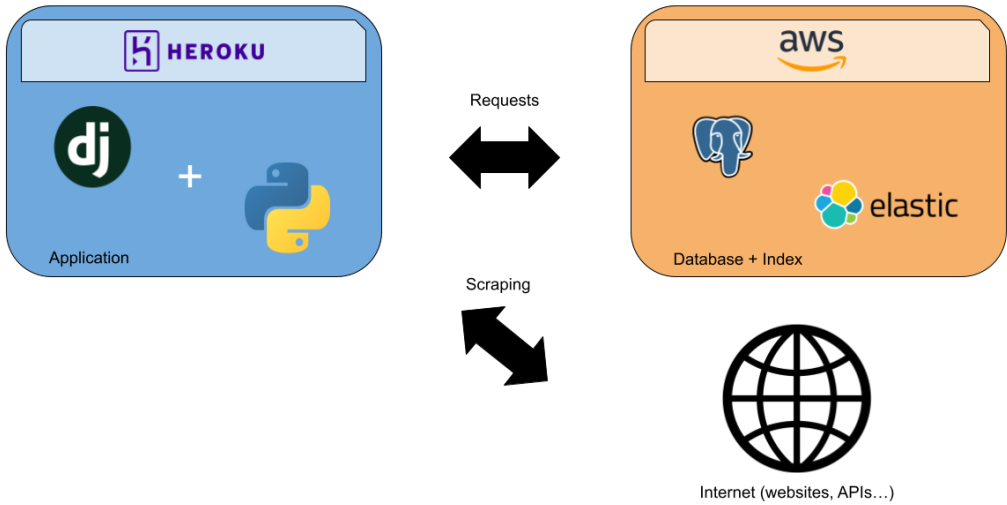 HEROKU
aws
Requests
dj
+
elastic
Application
Database + Index
Scraping
Internet (websites, APIs...)